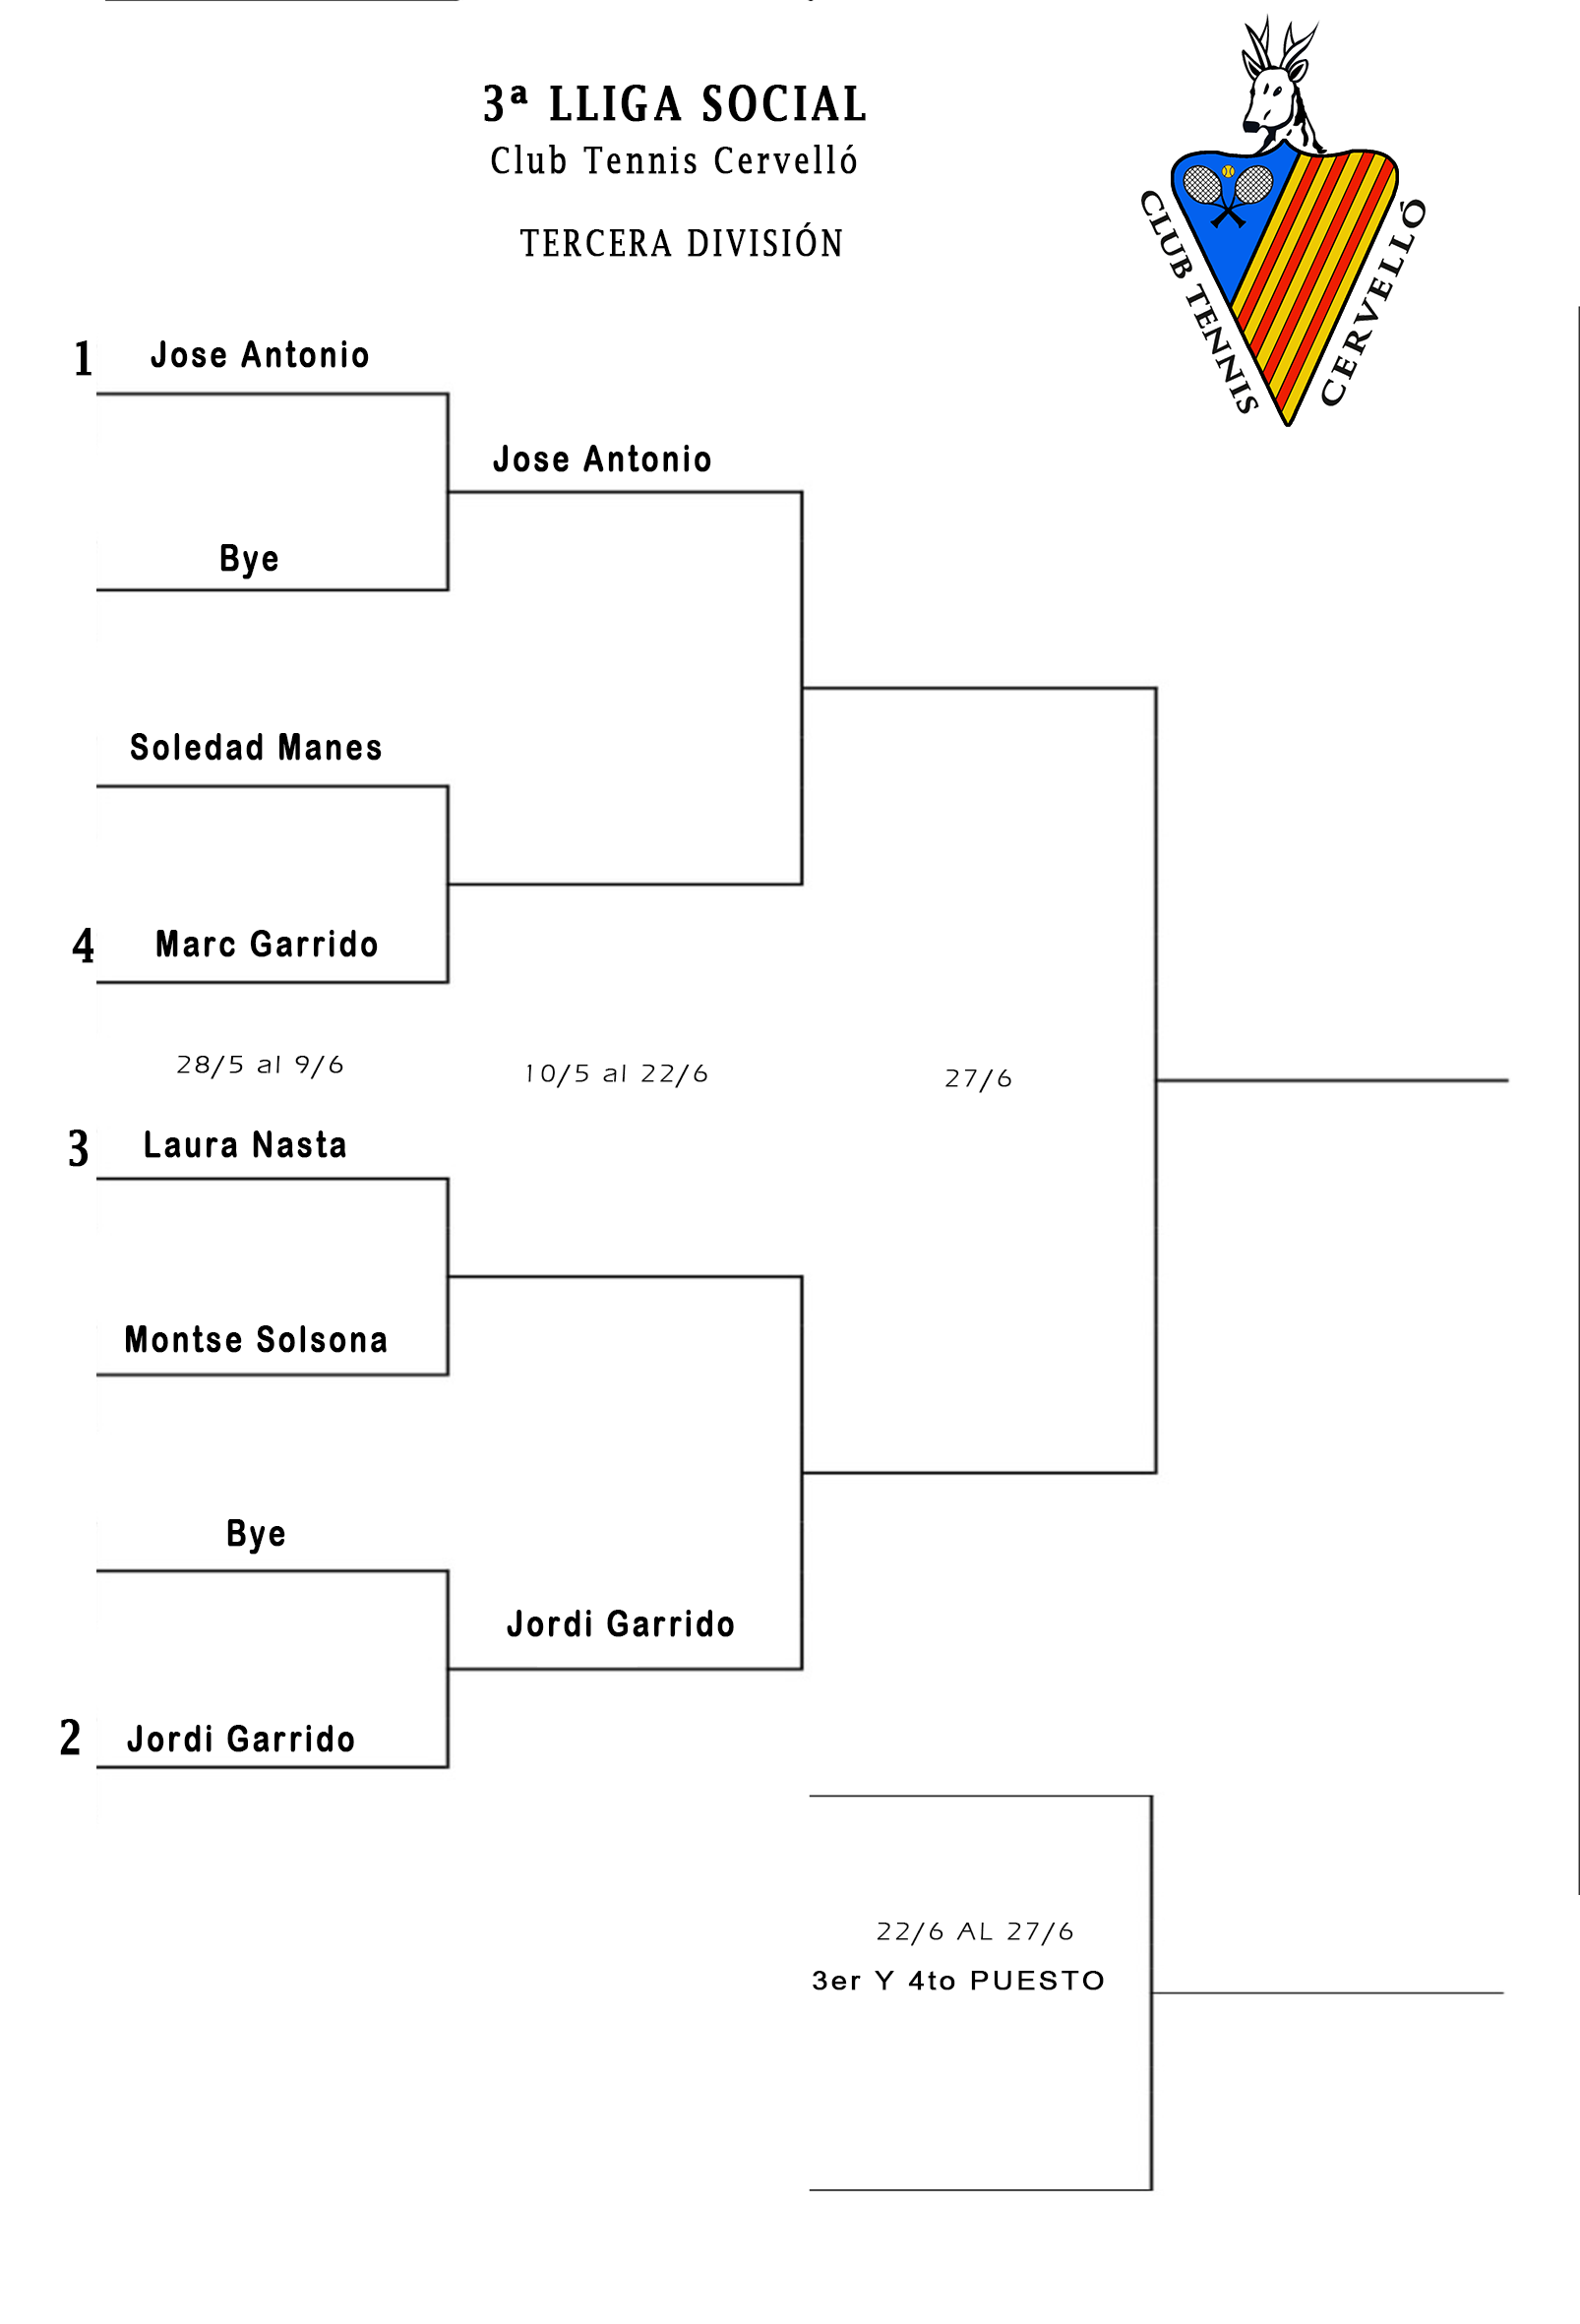 3ª LLIGA SOCIAL
Club Tennis Cervelló
TERCERA DIVISIÓN
CLUB TENNIS
CERVELLÓ
1 Jose Antonio
Jose Antonio
Bye
Soledad Manes
4 Marc Garrido
28/5 al 9/6
10/5 al 22/6
27/6
3 Laura Nasta
Montse Solsona
Bye
Jordi Garrido
2 Jordi Garrido
22/6 AL 27/6
3er Y 4to PUESTO